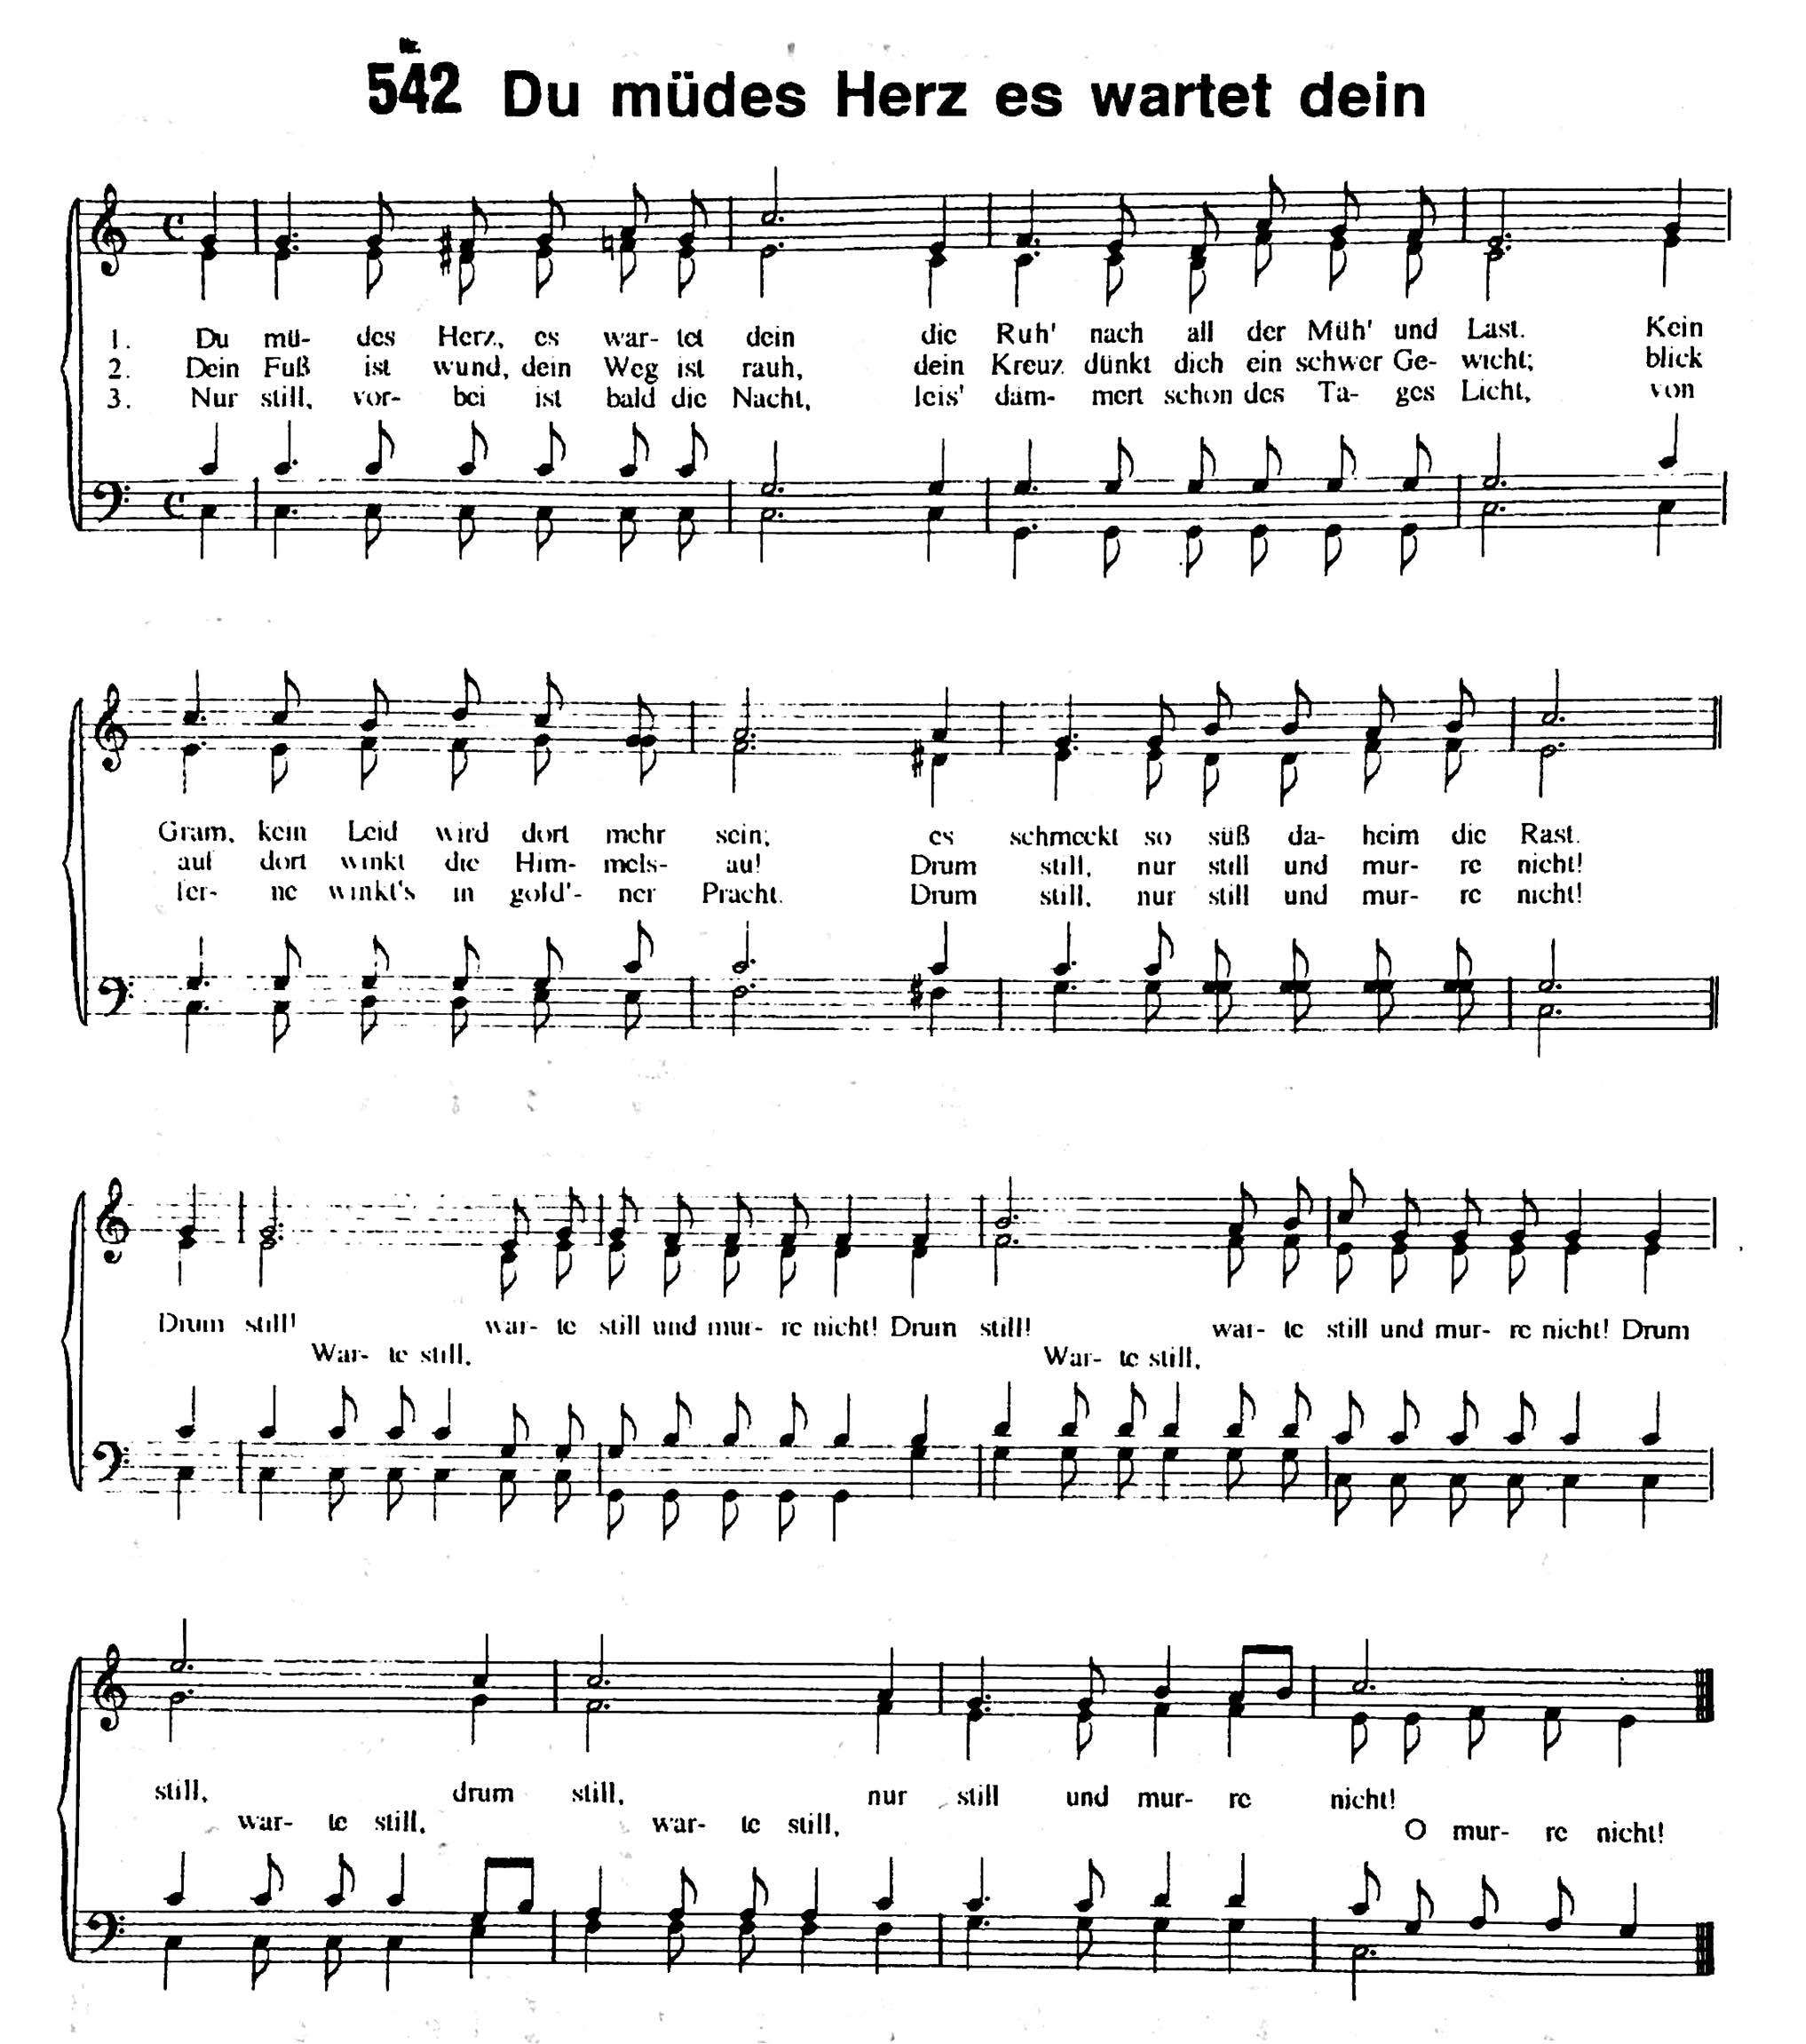 Nr.
542 Du müdes Herz es wartet dein
1. Du mü- des Herz, es war- tet dein die Ruh' nach all der Müh' und Last. Kein
2. Dein Fuß ist wund, dein Weg ist rauh, dein Kreuz dünkt dich ein schwer Ge- wicht; blick
3. Nur still, vor- bei ist bald die Nacht, leis' däm- mert schon des Ta- ges Licht, von
Gram, kein Leid wird dort mehr sein; es schmeckt so süß da- heim die Rast.
auf dort winkt die Him- mels- au! Drum still, nur still und mur- re nicht!
fer- ne winkt's in gold'- ner Pracht. Drum still, nur still und mur- re nicht!
Drum still! war- te still und mur- re nicht! Drum still! war- te still und mur- re nicht! Drum
War- te still, War- te still,
still, drum still, nur still und mur- re nicht!
war- te still, war- te still, O mur- re nicht!